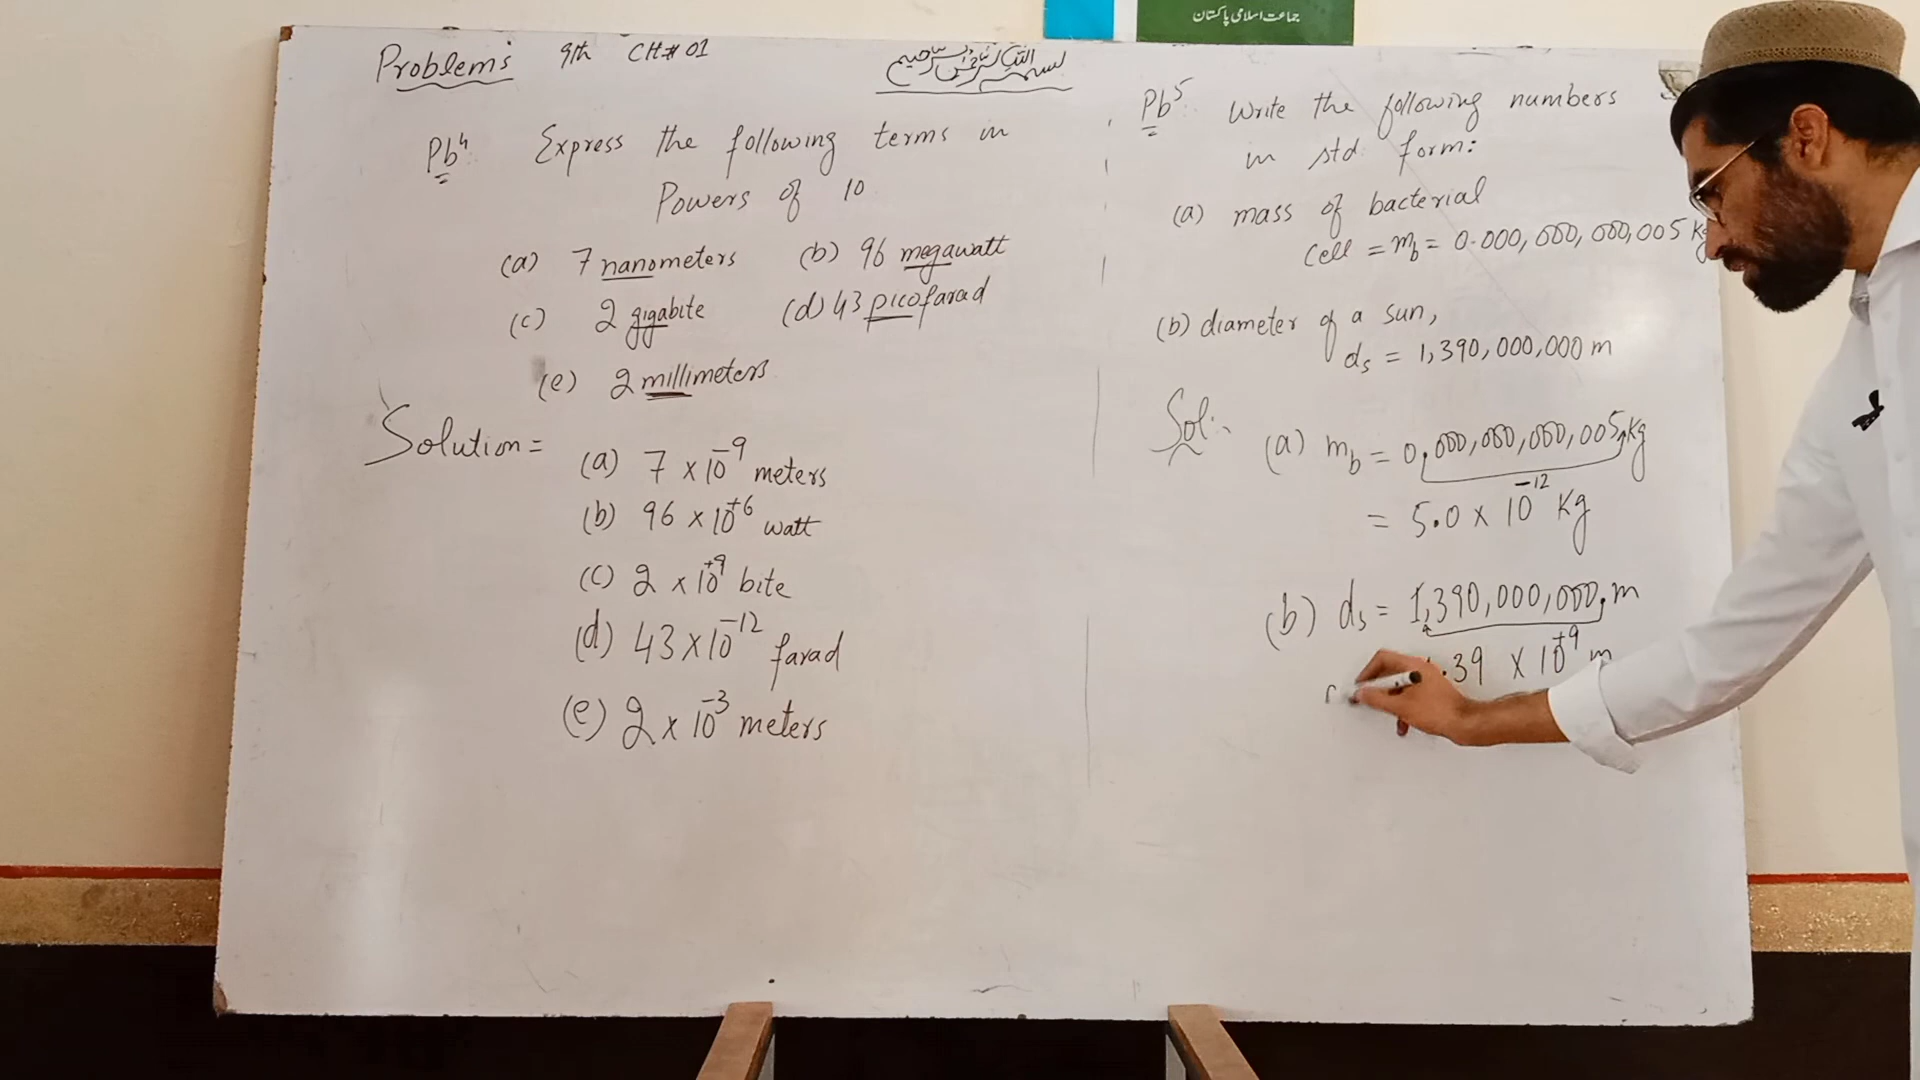 جماعت اسلامی پاکستان
Problems 9th CH# 01
بسم اللہ الرحمن الرحیم
Pb4 Express the following terms in
Powers of 10
(a) 7 nanometers (b) 96 megawatt
(c) 2 gigabite (d) 43 picofarad
(e) 2 millimeters
Solution =
(a) 7 × 10⁻⁹ meters
(b) 96 × 10⁺⁶ watt
(c) 2 × 10⁺⁹ bite
(d) 43 × 10⁻¹² farad
(e) 2 × 10⁻³ meters
Pb5 Write the following numbers
in std. form:
(a) mass of bacterial
cell = m_b = 0.000,000,000,005 kg
(b) diameter of a sun,
d_s = 1,390,000,000 m
Sol:
(a) m_b = 0.000,000,000,005 kg
= 5.0 × 10⁻¹² kg
(b) d_s = 1,390,000,000. m
.39 × 10⁺⁹ m